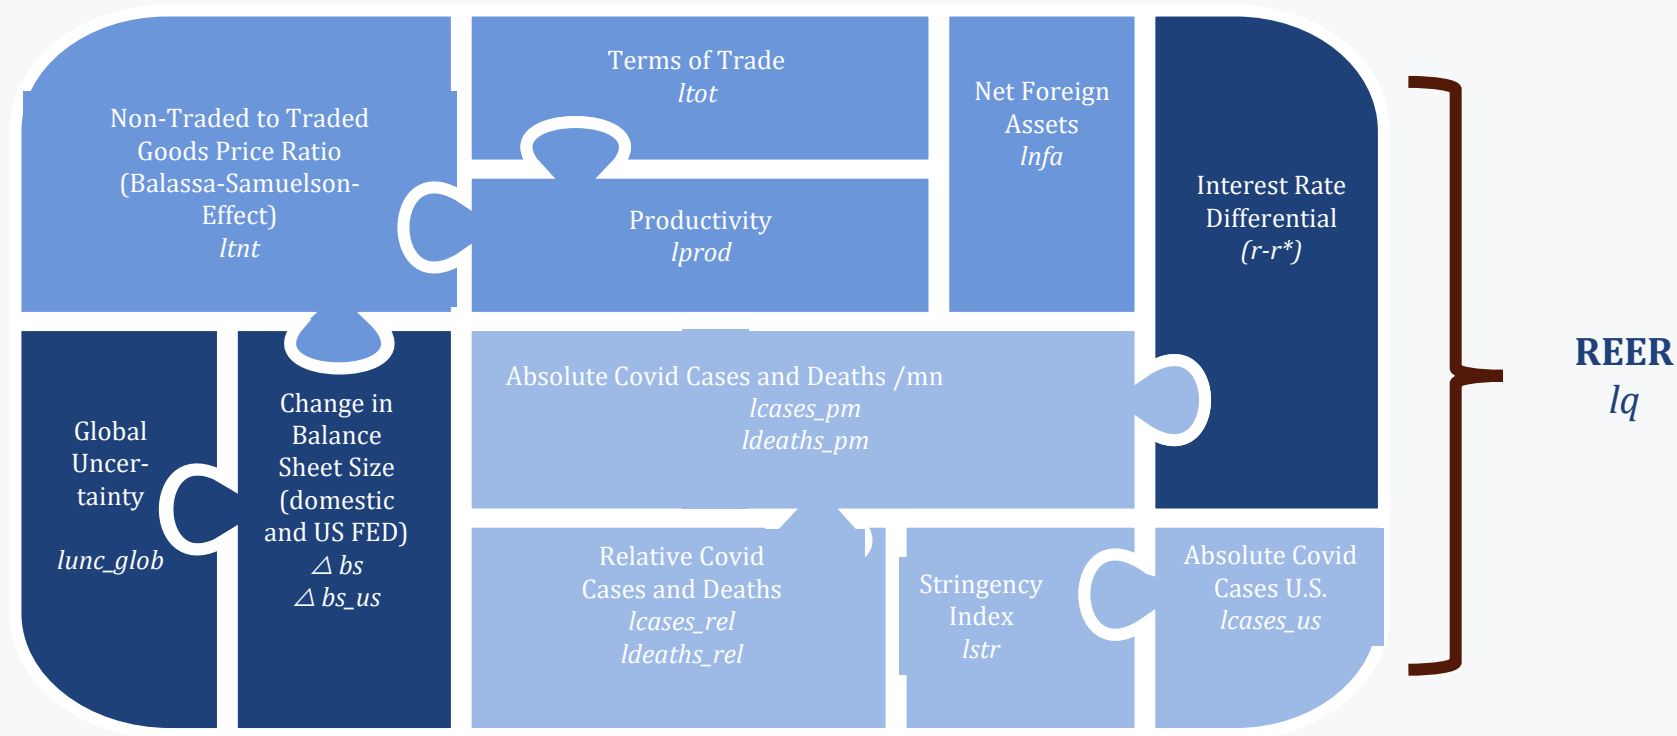 Non-Traded to Traded
Goods Price Ratio
(Balassa-Samuelson-
Effect)
ltnt
Terms of Trade
ltot
Productivity
lprod
Net Foreign
Assets
lnfa
Interest Rate
Differential
(r-r*)
Global
Uncer-
tainty
lunc_glob
Change in
Balance
Sheet Size
(domestic
and US FED)
△ bs
△ bs_us
Absolute Covid Cases and Deaths /mn
lcases_pm
ldeaths_pm
Relative Covid
Cases and Deaths
lcases_rel
ldeaths_rel
Stringency
Index
lstr
Absolute Covid
Cases U.S.
lcases_us
REER
lq